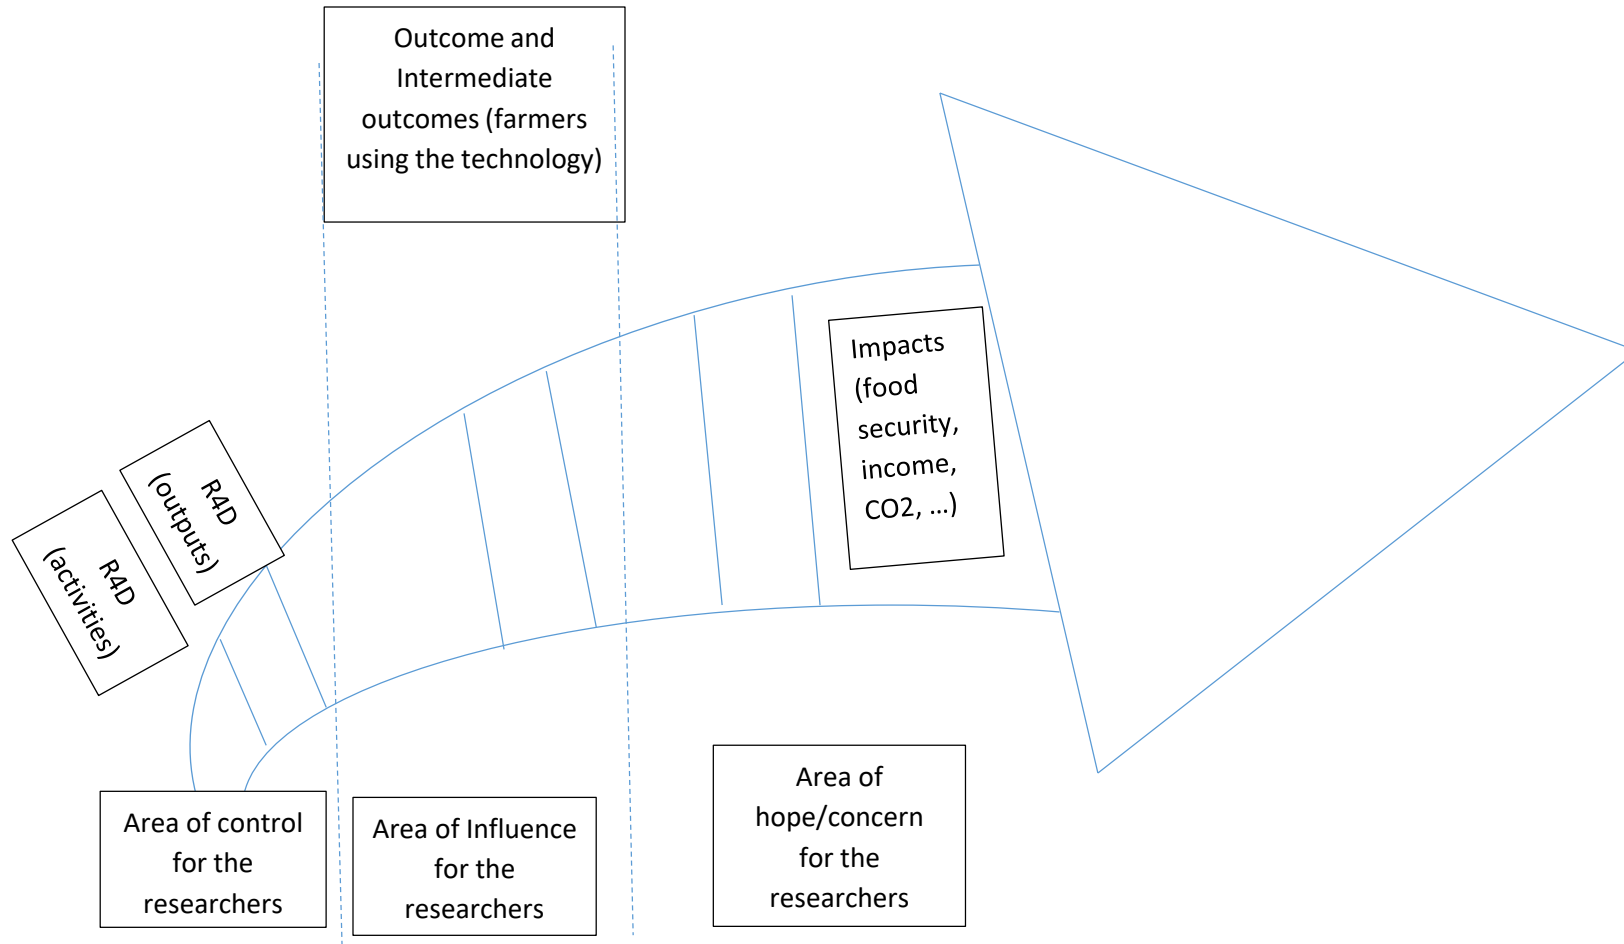 Outcome and
Intermediate
outcomes (farmers
using the technology)
R4D
(activities)
R4D
(outputs)
Impacts
(food
security,
income,
CO2, …)
Area of control
for the
researchers
Area of Influence
for the
researchers
Area of
hope/concern
for the
researchers